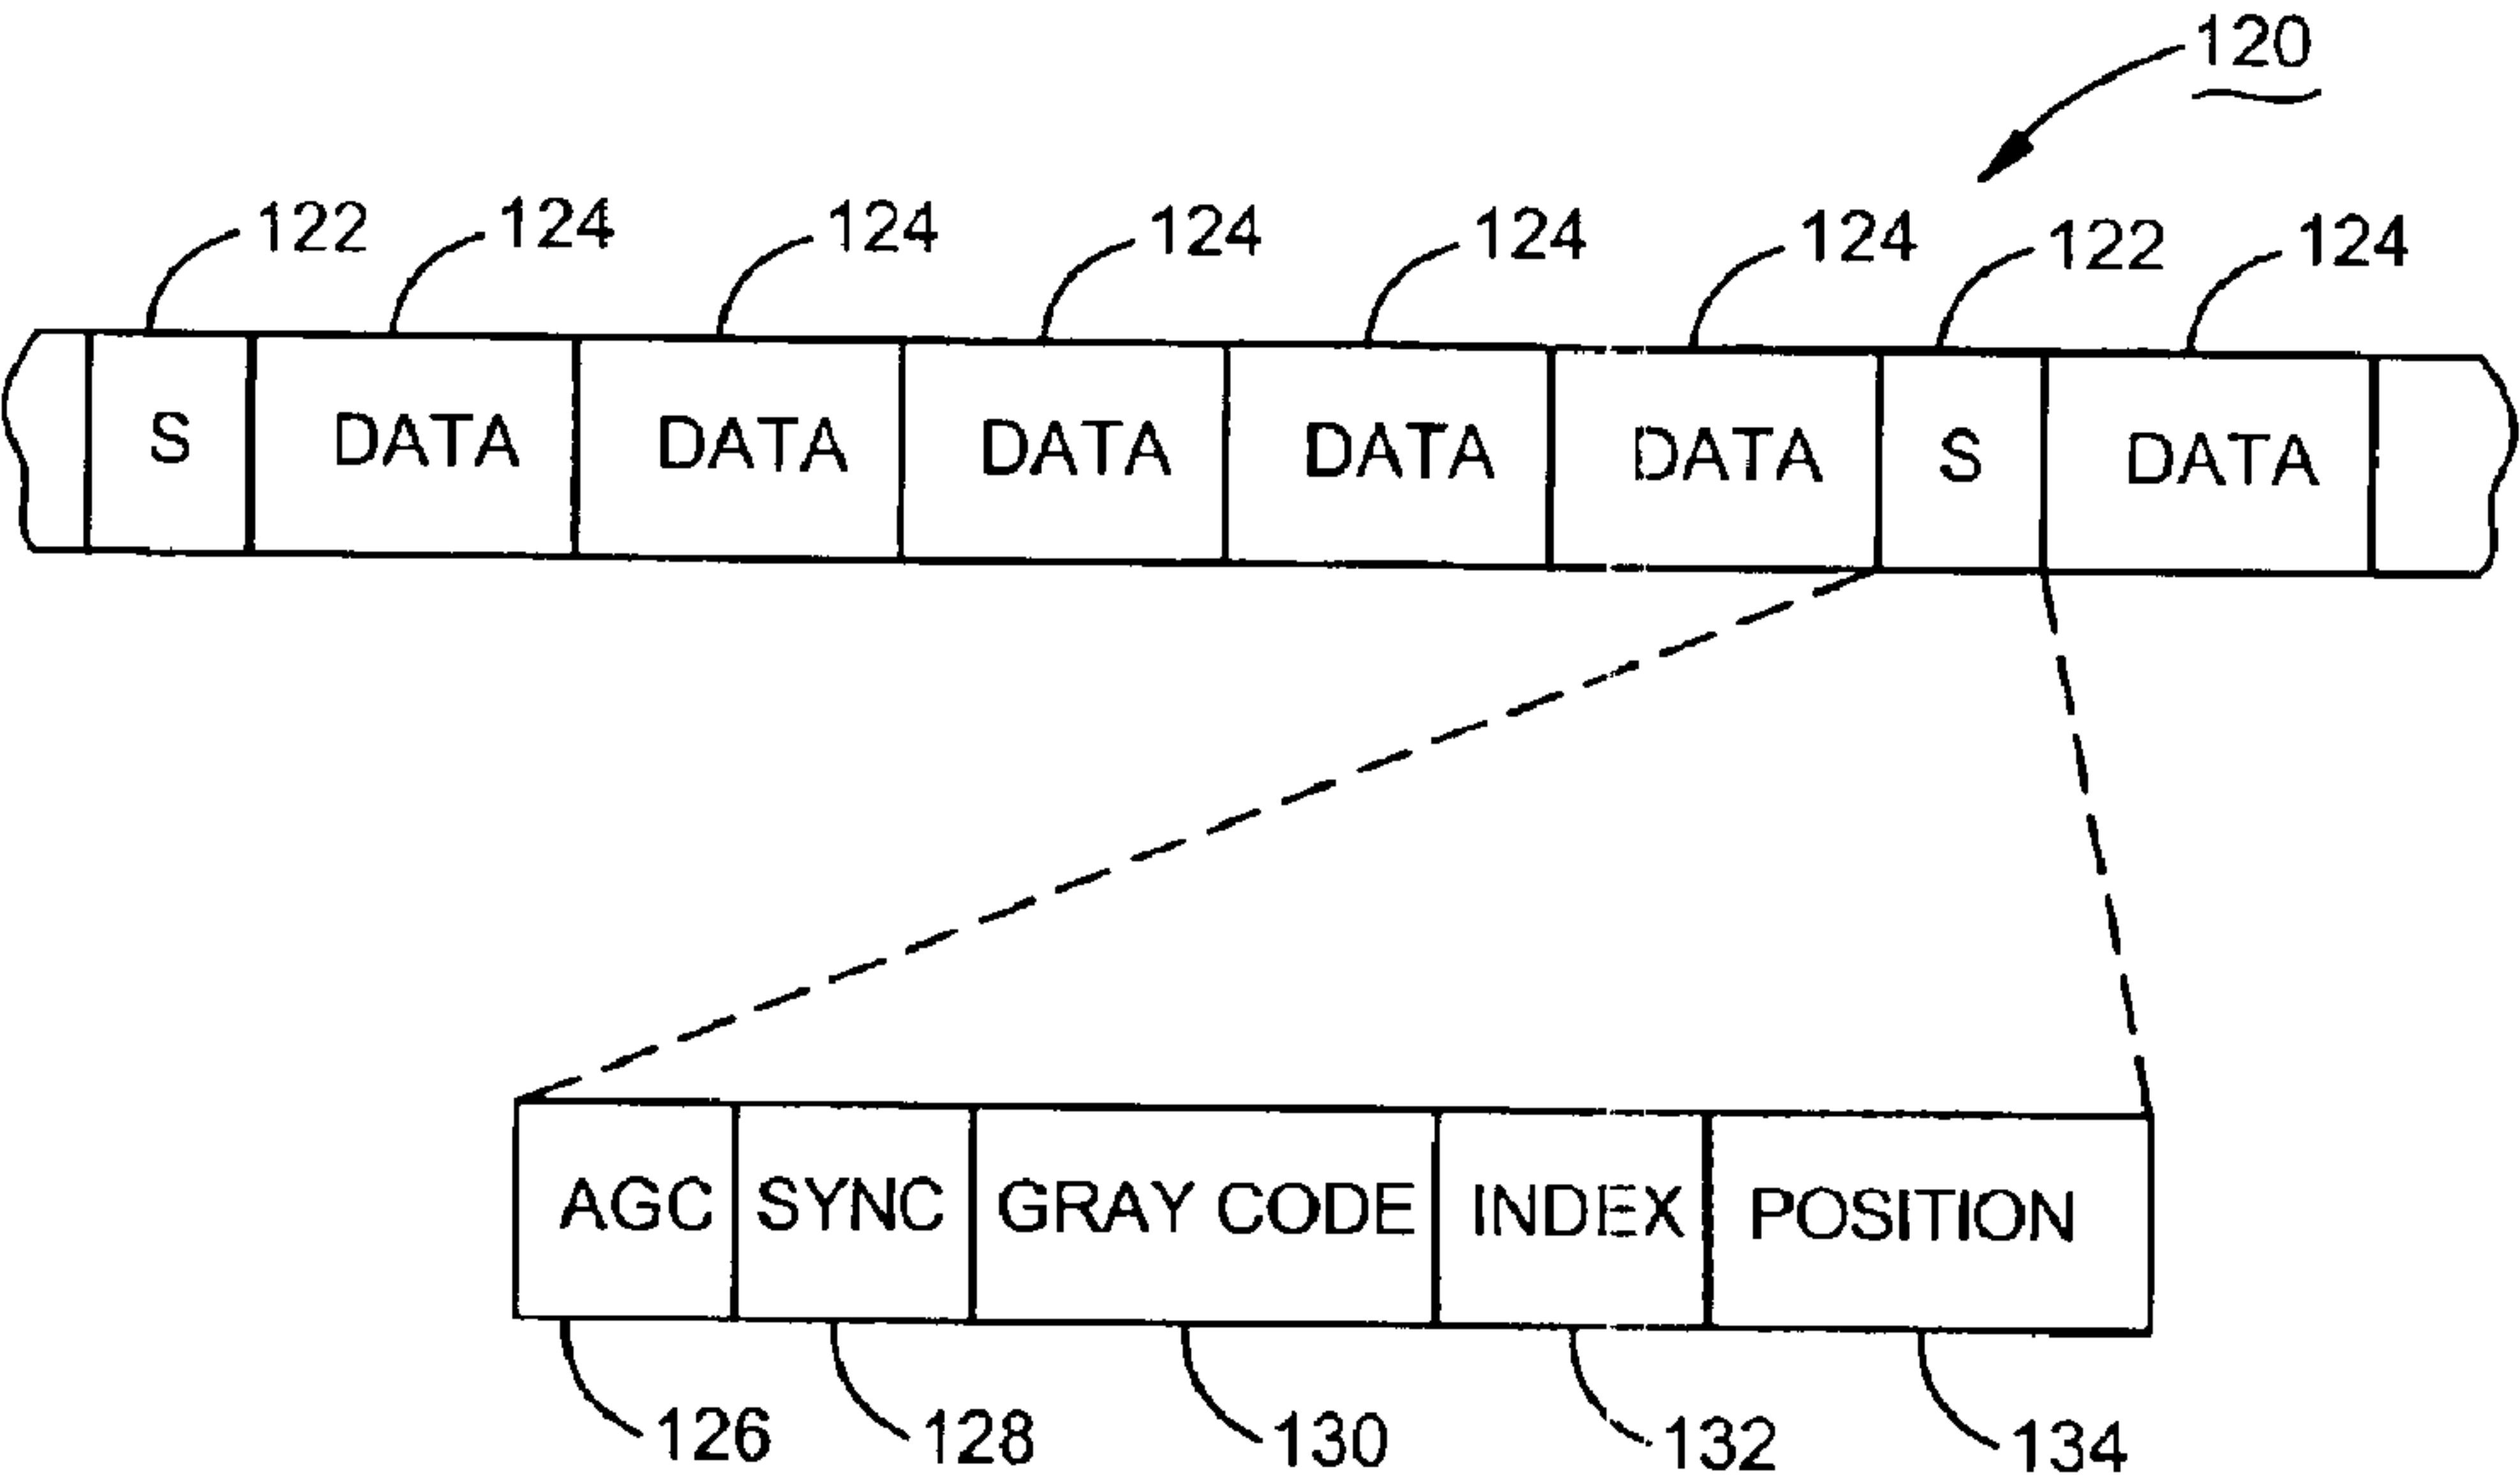 120
122 124 124 124 124 124 122 124
S DATA DATA DATA DATA DATA S DATA
AGC SYNC GRAY CODE INDEX POSITION
126 128 130 132 134